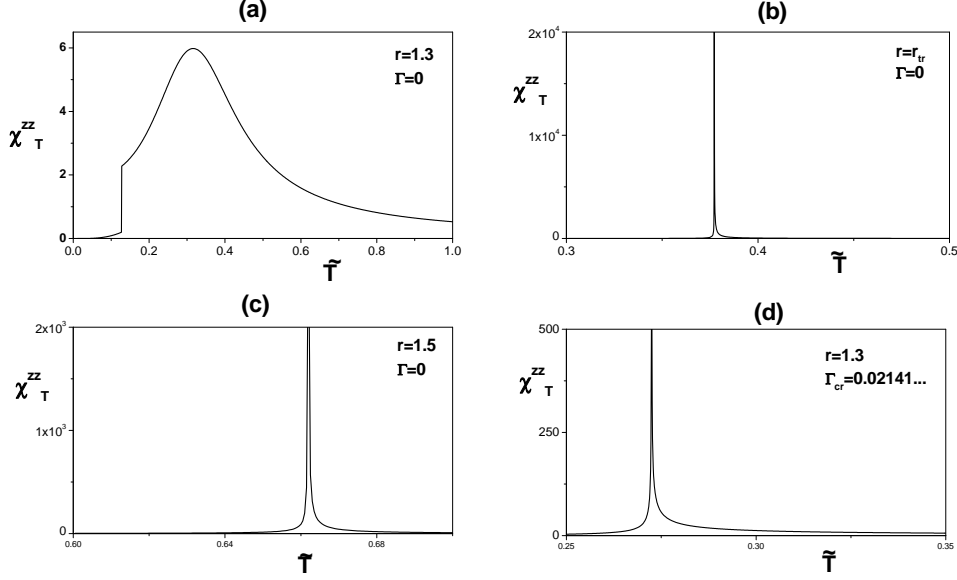 (a)
r=1.3
Γ=0
χ^zz_T
6
4
2
0
0.0 0.2 0.4 0.6 0.8 1.0
T̃
(b)
r=r_tr
Γ=0
χ^zz_T
2x10^4
1x10^4
0
0.3 0.4 0.5
T̃
(c)
r=1.5
Γ=0
χ^zz_T
2x10^3
1x10^3
0
0.60 0.64 0.68
T̃
(d)
r=1.3
Γ_cr=0.02141...
χ^zz_T
500
250
0
0.25 0.30 0.35
T̃